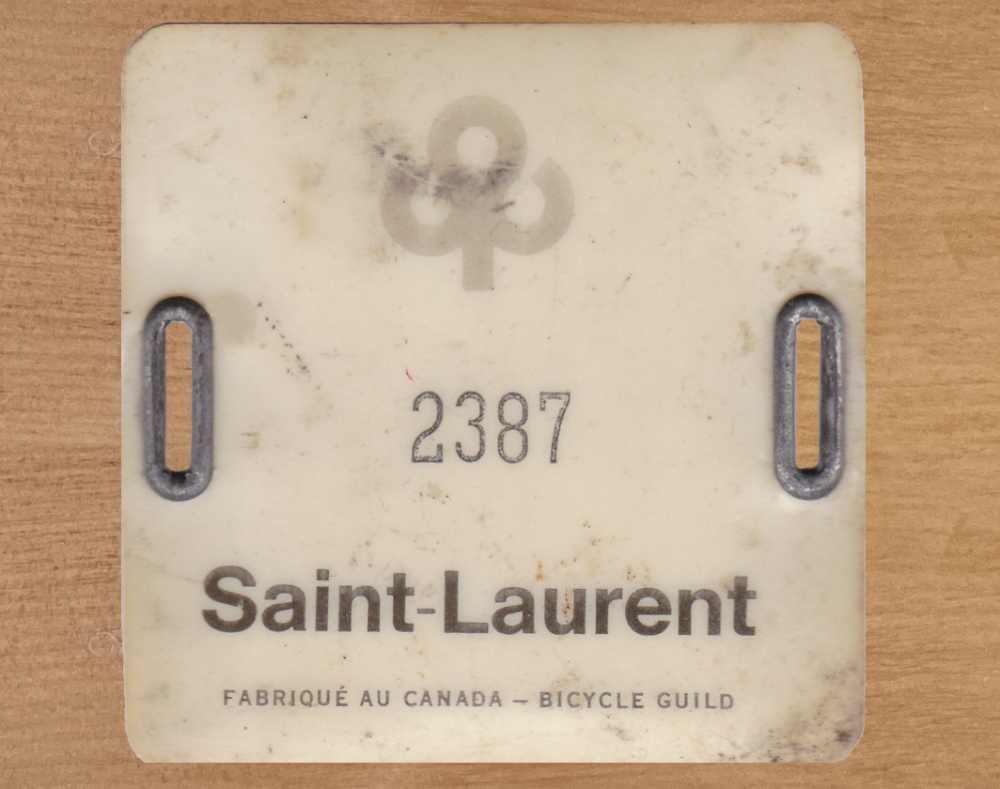 2387
Saint-Laurent
FABRIQUÉ AU CANADA – BICYCLE GUILD